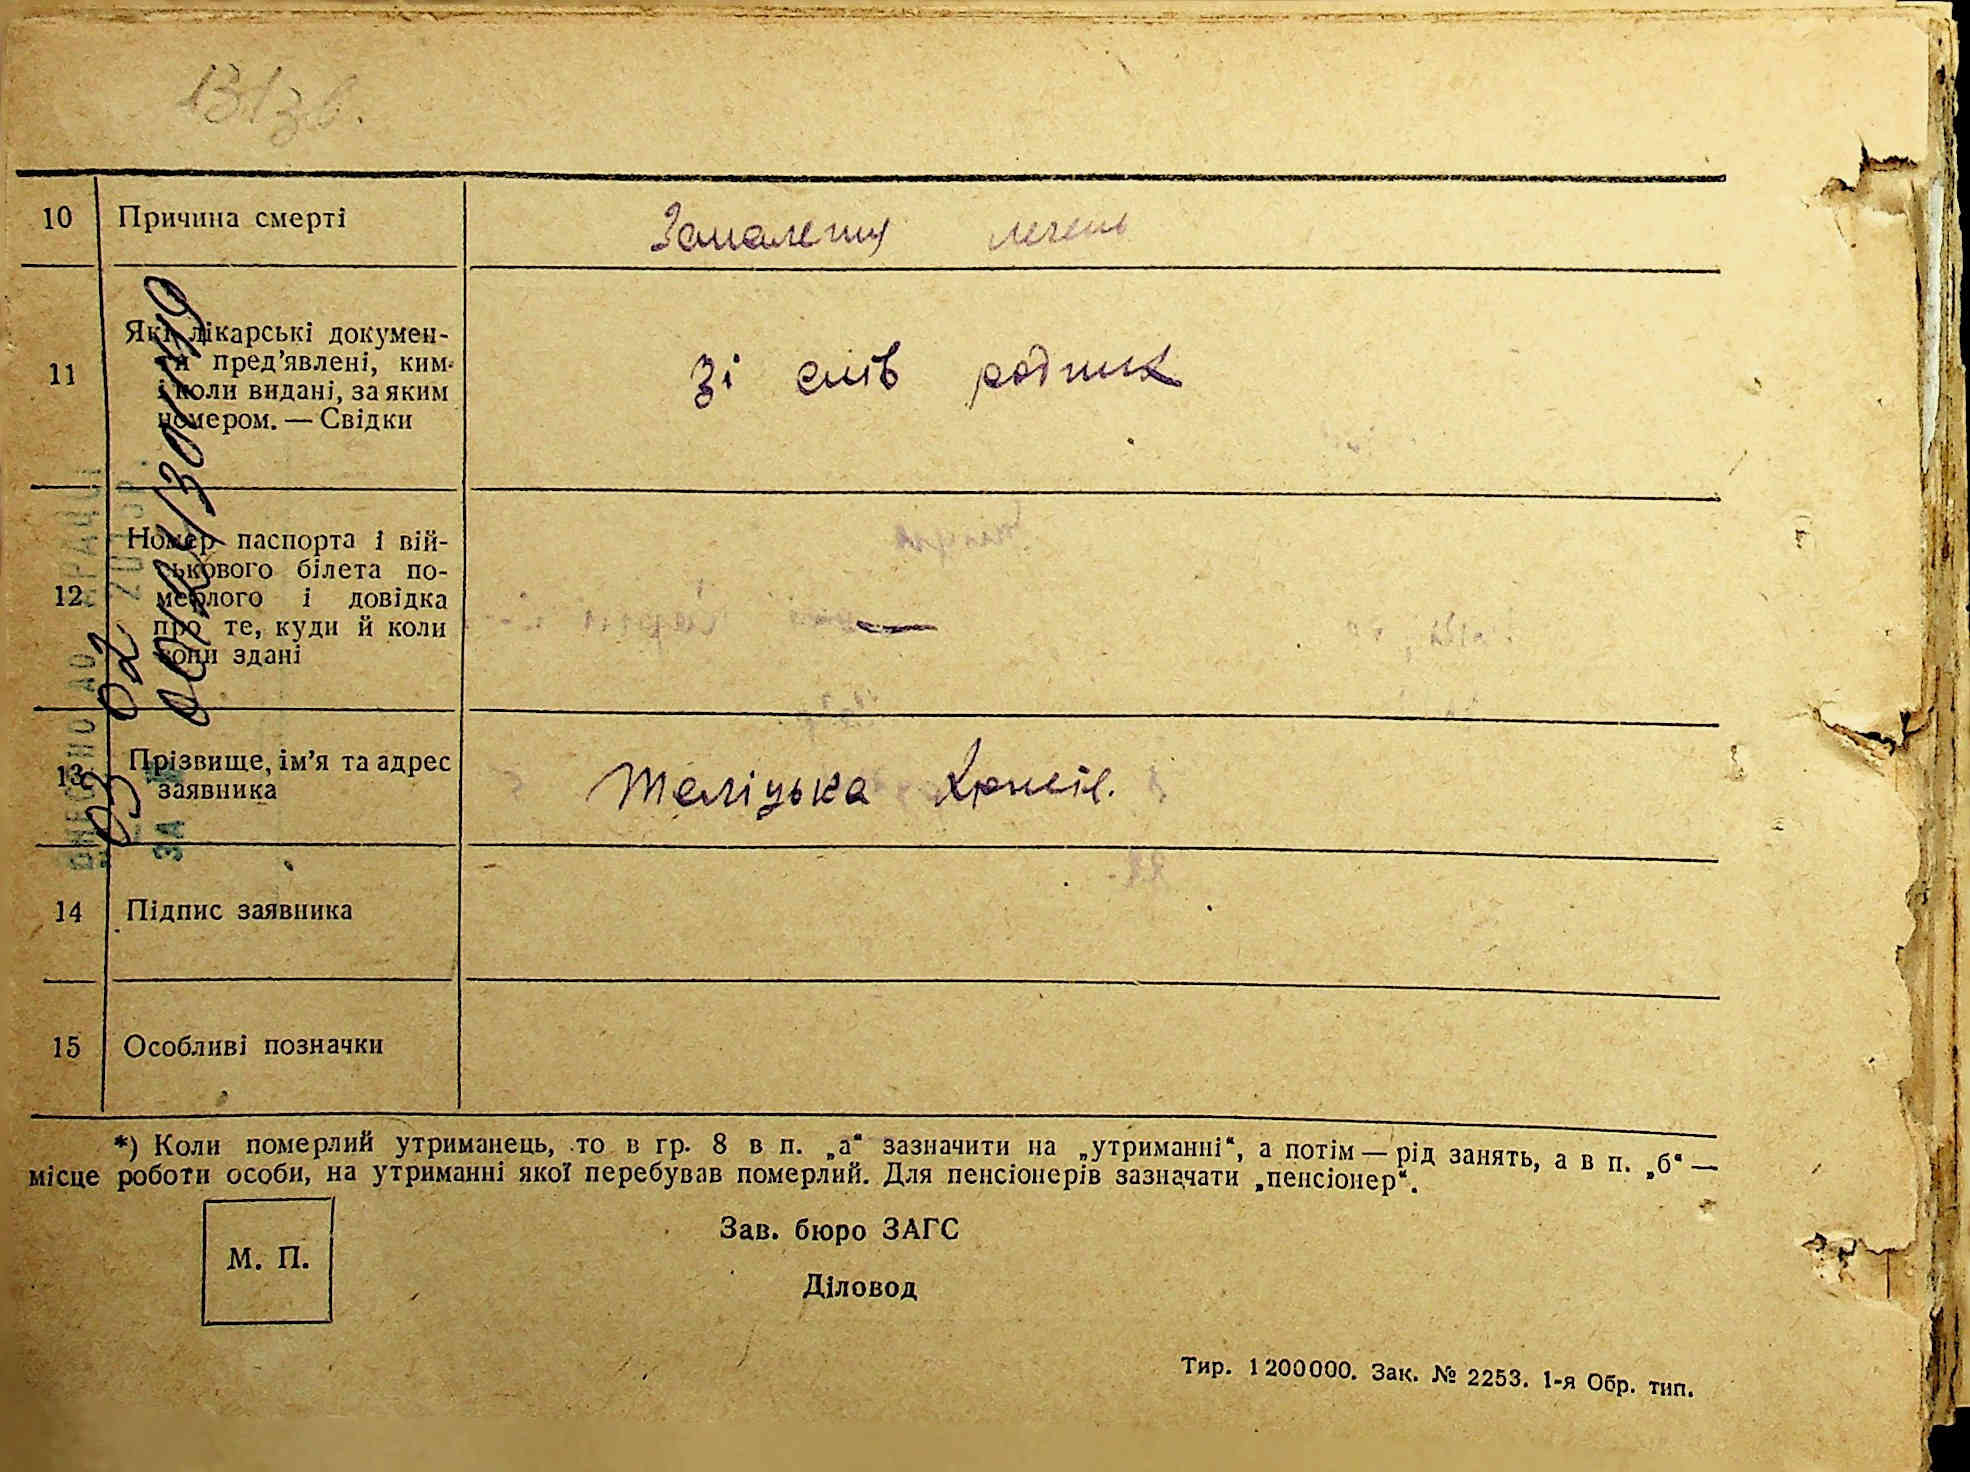 131зв.
10 Причина смерті
Запалення легень
11 Які лікарські докумен-
ти пред’явлені, ким
і коли видані, за яким
номером. — Свідки
Зі слів родних
12 Номер паспорта і вій-
ськового білета по-
мерлого і довідка
про те, куди й коли
вони здані
—
13 Прізвище, ім’я та адрес
заявника
Теліцька
14 Підпис заявника
15 Особливі позначки
*) Коли померлий утриманець, то в гр. 8 в п. „а“ зазначити на „утриманні“, а потім — рід занять, а в п. „б“ —
місце роботи особи, на утриманні якої перебував померлий. Для пенсіонерів зазначати „пенсіонер“.
М. П.
Зав. бюро ЗАГС
Діловод
Тир. 1200000. Зак. № 2253. 1-я Обр. тип.